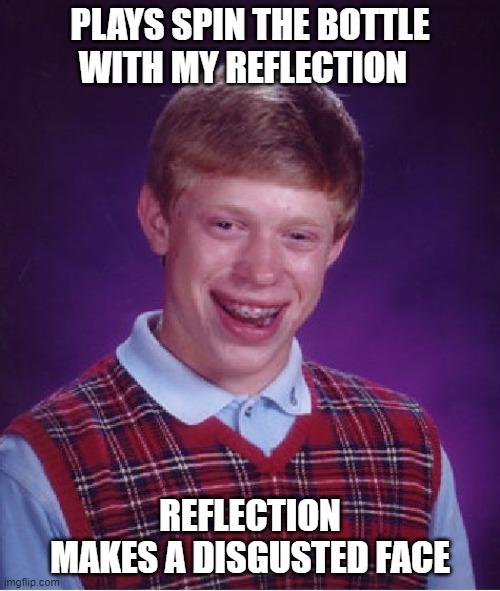 PLAYS SPIN THE BOTTLE
WITH MY REFLECTION
REFLECTION
MAKES A DISGUSTED FACE
imgflip.com